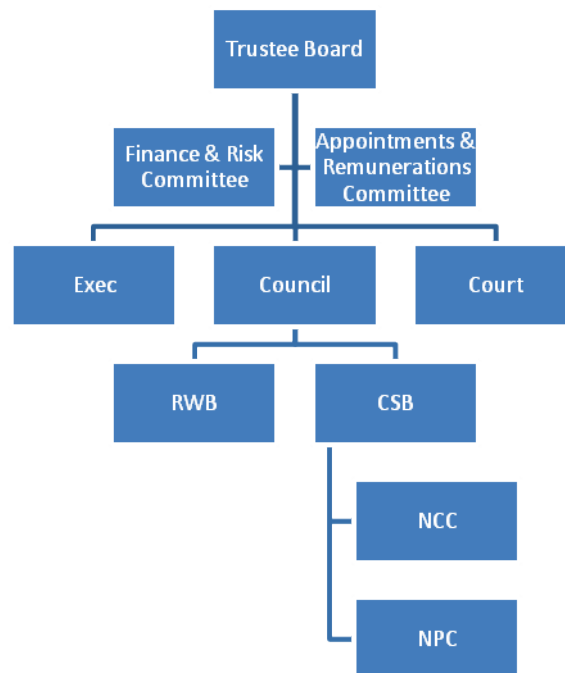 Trustee Board
Finance & Risk
Committee
Appointments &
Remunerations
Committee
Exec
Council
Court
RWB
CSB
NCC
NPC